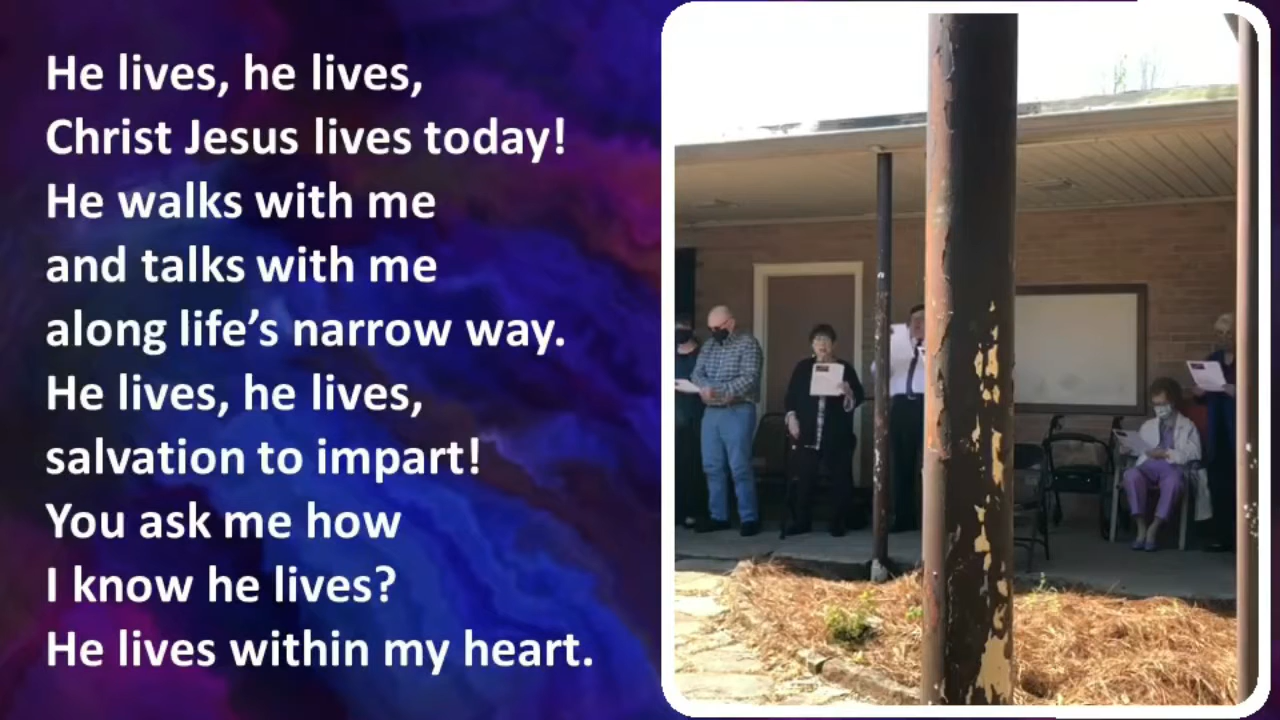 He lives, he lives,
Christ Jesus lives today!
He walks with me
and talks with me
along life’s narrow way.
He lives, he lives,
salvation to impart!
You ask me how
I know he lives?
He lives within my heart.